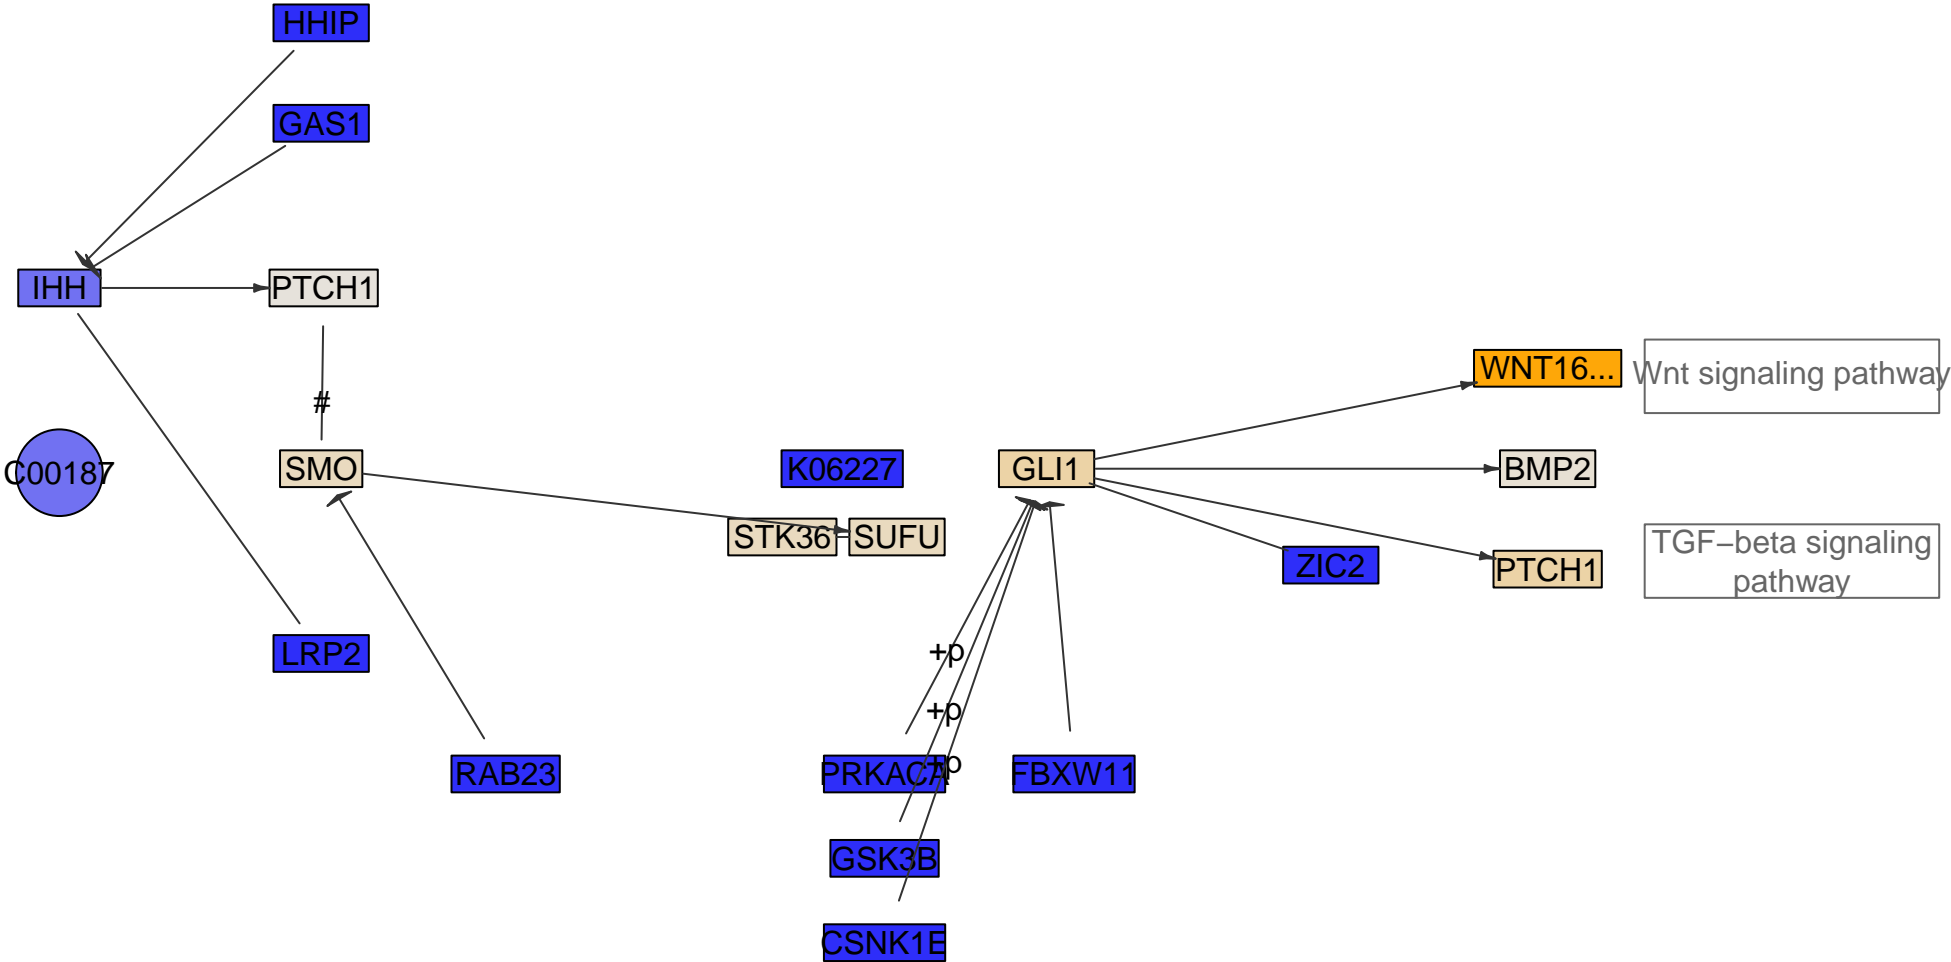 HHIP
GAS1
IHH
PTCH1
WNT16...
Wnt signaling pathway
#
C00187
SMO
K06227
GLI1
BMP2
STK36
SUFU
ZIC2
PTCH1
TGF−beta signaling
pathway
LRP2
+p
+p
+p
RAB23
PRKACA
FBXW11
GSK3B
CSNK1E